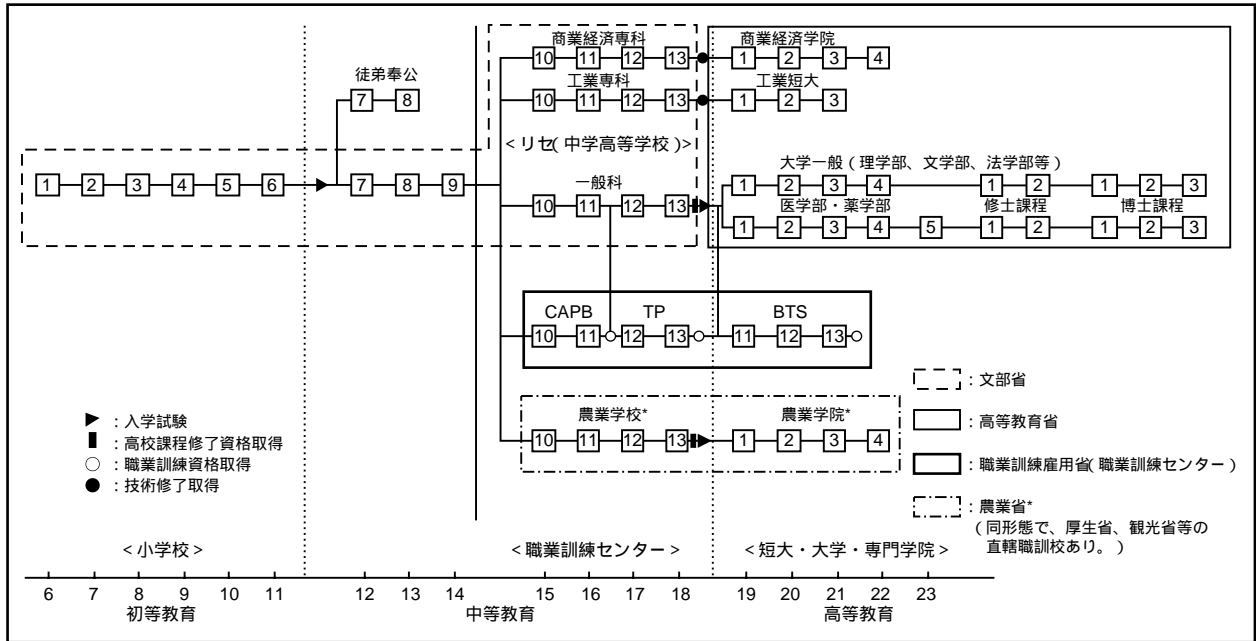 商業経済専科
10 11 12 13
商業経済学院
1 2 3 4
徒弟奉公
7 8
工業専科
10 11 12 13
工業短大
1 2 3
<リセ(中学高等学校)>
1 2 3 4 5 6
7 8 9
一般科
10 11 12 13
大学一般(理学部、文学部、法学部等)
1 2 3 4 1 2 1 2 3
医学部・薬学部 修士課程 博士課程
1 2 3 4 5 1 2 1 2 3
CAPB TP BTS
10 11 12 13 11 12 13
農業学校* 農業学院*
10 11 12 13 1 2 3 4
:入学試験
:高校課程修了資格取得
:職業訓練資格取得
:技術修了取得
:文部省
:高等教育省
:職業訓練雇用省(職業訓練センター)
:農業省*
(同形態で、厚生省、観光省等の
直轄職訓校あり。)
<小学校> <職業訓練センター> <短大・大学・専門学院>
6 7 8 9 10 11 12 13 14 15 16 17 18 19 20 21 22 23
初等教育 中等教育 高等教育